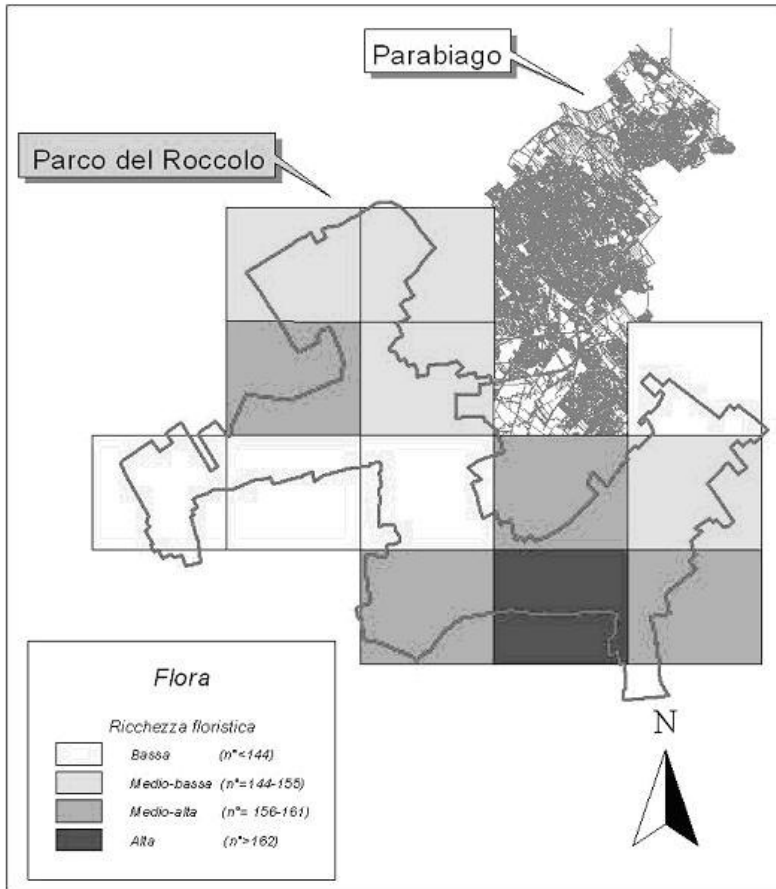 Parabiago
Parco del Roccolo
Flora
Ricchezza floristica
Bassa (n°<144)
Medio-bassa (n°=144-155)
Medio-alta (n°= 156-161)
Alta (n°>162)
N